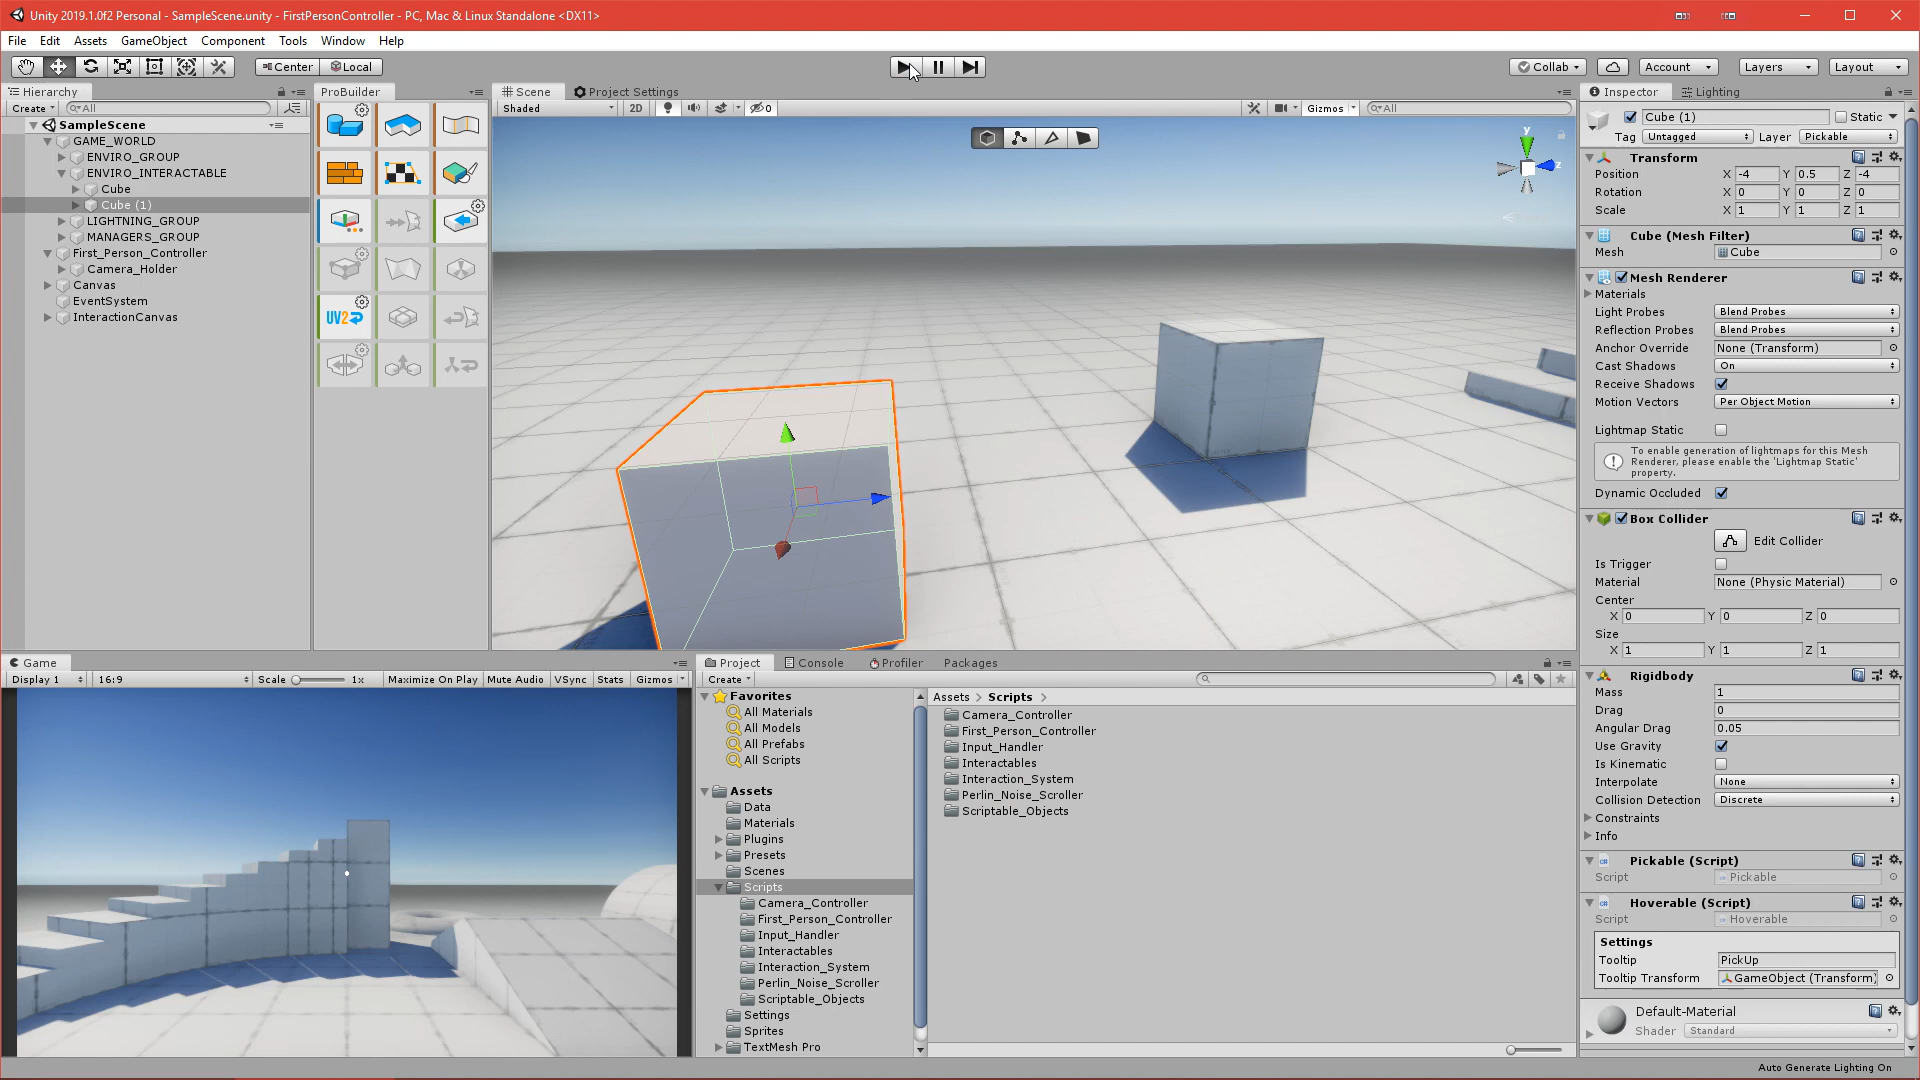 Unity 2019.1.0f2 Personal - SampleScene.unity - FirstPersonController - PC, Mac & Linux Standalone <DX11>
File Edit Assets GameObject Component Tools Window Help
Center Local
Collab Account Layers Layout
Hierarchy
Create All
SampleScene
GAME_WORLD
ENVIRO_GROUP
ENVIRO_INTERACTABLE
Cube
Cube (1)
LIGHTNING_GROUP
MANAGERS_GROUP
First_Person_Controller
Camera_Holder
Canvas
EventSystem
InteractionCanvas
ProBuilder
UV2
Scene Project Settings
Shaded 2D 0 Gizmos All
y
z
Inspector Lighting
Cube (1) Static
Tag Untagged Layer Pickable
Transform
Position X -4 Y 0.5 Z -4
Rotation X 0 Y 0 Z 0
Scale X 1 Y 1 Z 1
Cube (Mesh Filter)
Mesh Cube
Mesh Renderer
Materials
Light Probes Blend Probes
Reflection Probes Blend Probes
Anchor Override None (Transform)
Cast Shadows On
Receive Shadows
Motion Vectors Per Object Motion
Lightmap Static
To enable generation of lightmaps for this Mesh
Renderer, please enable the 'Lightmap Static'
property.
Dynamic Occluded
Box Collider
Edit Collider
Is Trigger
Material None (Physic Material)
Center
X 0 Y 0 Z 0
Size
X 1 Y 1 Z 1
Rigidbody
Mass 1
Drag 0
Angular Drag 0.05
Use Gravity
Is Kinematic
Interpolate None
Collision Detection Discrete
Constraints
Info
Pickable (Script)
Script Pickable
Hoverable (Script)
Script Hoverable
Settings
Tooltip PickUp
Tooltip Transform GameObject (Transform)
Default-Material
Shader Standard
Game
Display 1 16:9 Scale 1x Maximize On Play Mute Audio VSync Stats Gizmos
Project Console Profiler Packages
Create
Favorites
All Materials
All Models
All Prefabs
All Scripts
Assets
Data
Materials
Plugins
Presets
Scenes
Scripts
Camera_Controller
First_Person_Controller
Input_Handler
Interactables
Interaction_System
Perlin_Noise_Scroller
Scriptable_Objects
Settings
Sprites
TextMesh Pro
Assets > Scripts >
Camera_Controller
First_Person_Controller
Input_Handler
Interactables
Interaction_System
Perlin_Noise_Scroller
Scriptable_Objects
Auto Generate Lighting On